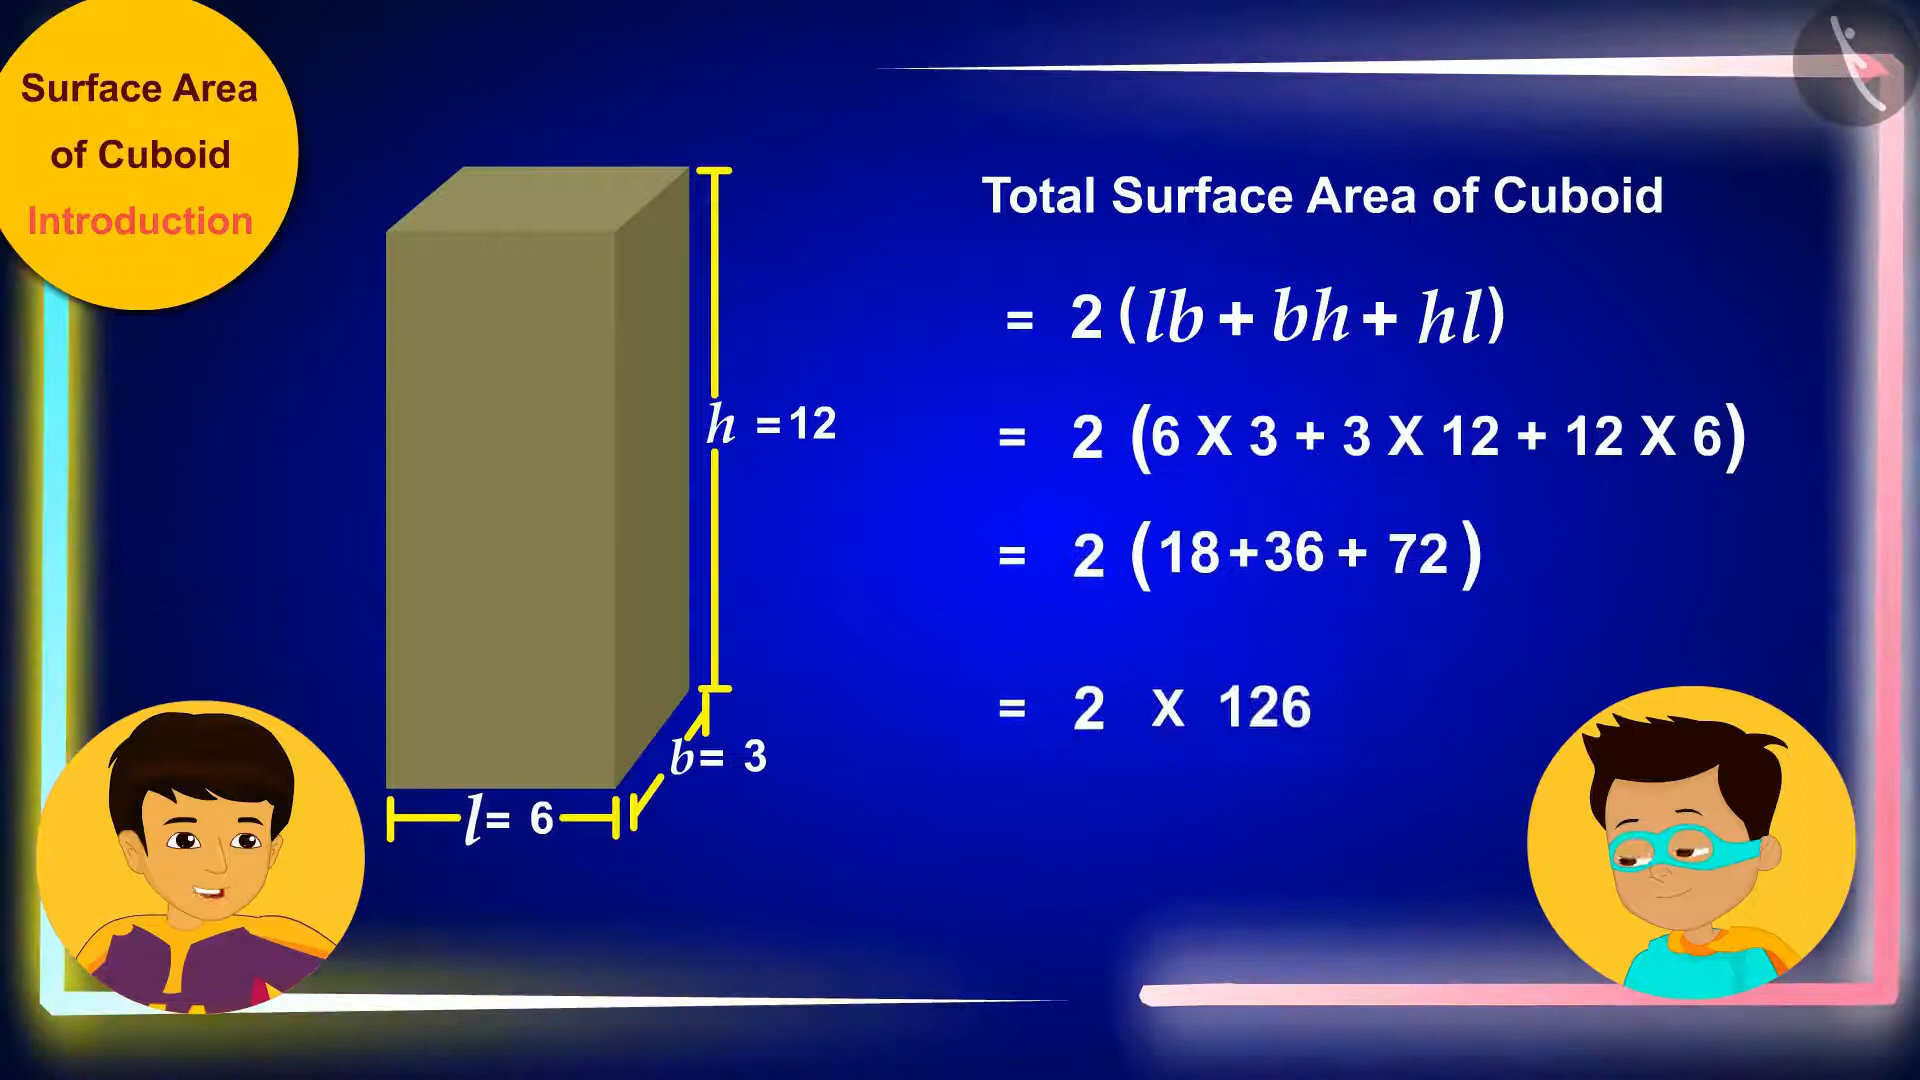 Surface Area
of Cuboid
Introduction
Total Surface Area of Cuboid
= 2 (lb + bh + hl)
h = 12
= 2 (6 X 3 + 3 X 12 + 12 X 6)
= 2 (18+36 + 72)
= 2 X 126
b= 3
l= 6